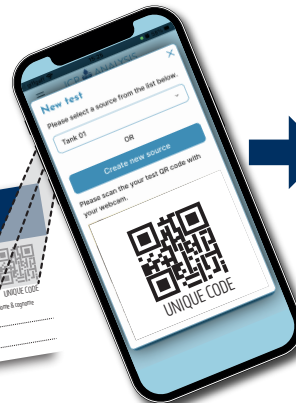 ANALYSIS
New test
Please select a source from the list below.
Tank 01
OR
Create new source
Please scan the your test QR code with
your webcam.
UNIQUE CODE
UNIQUE CODE